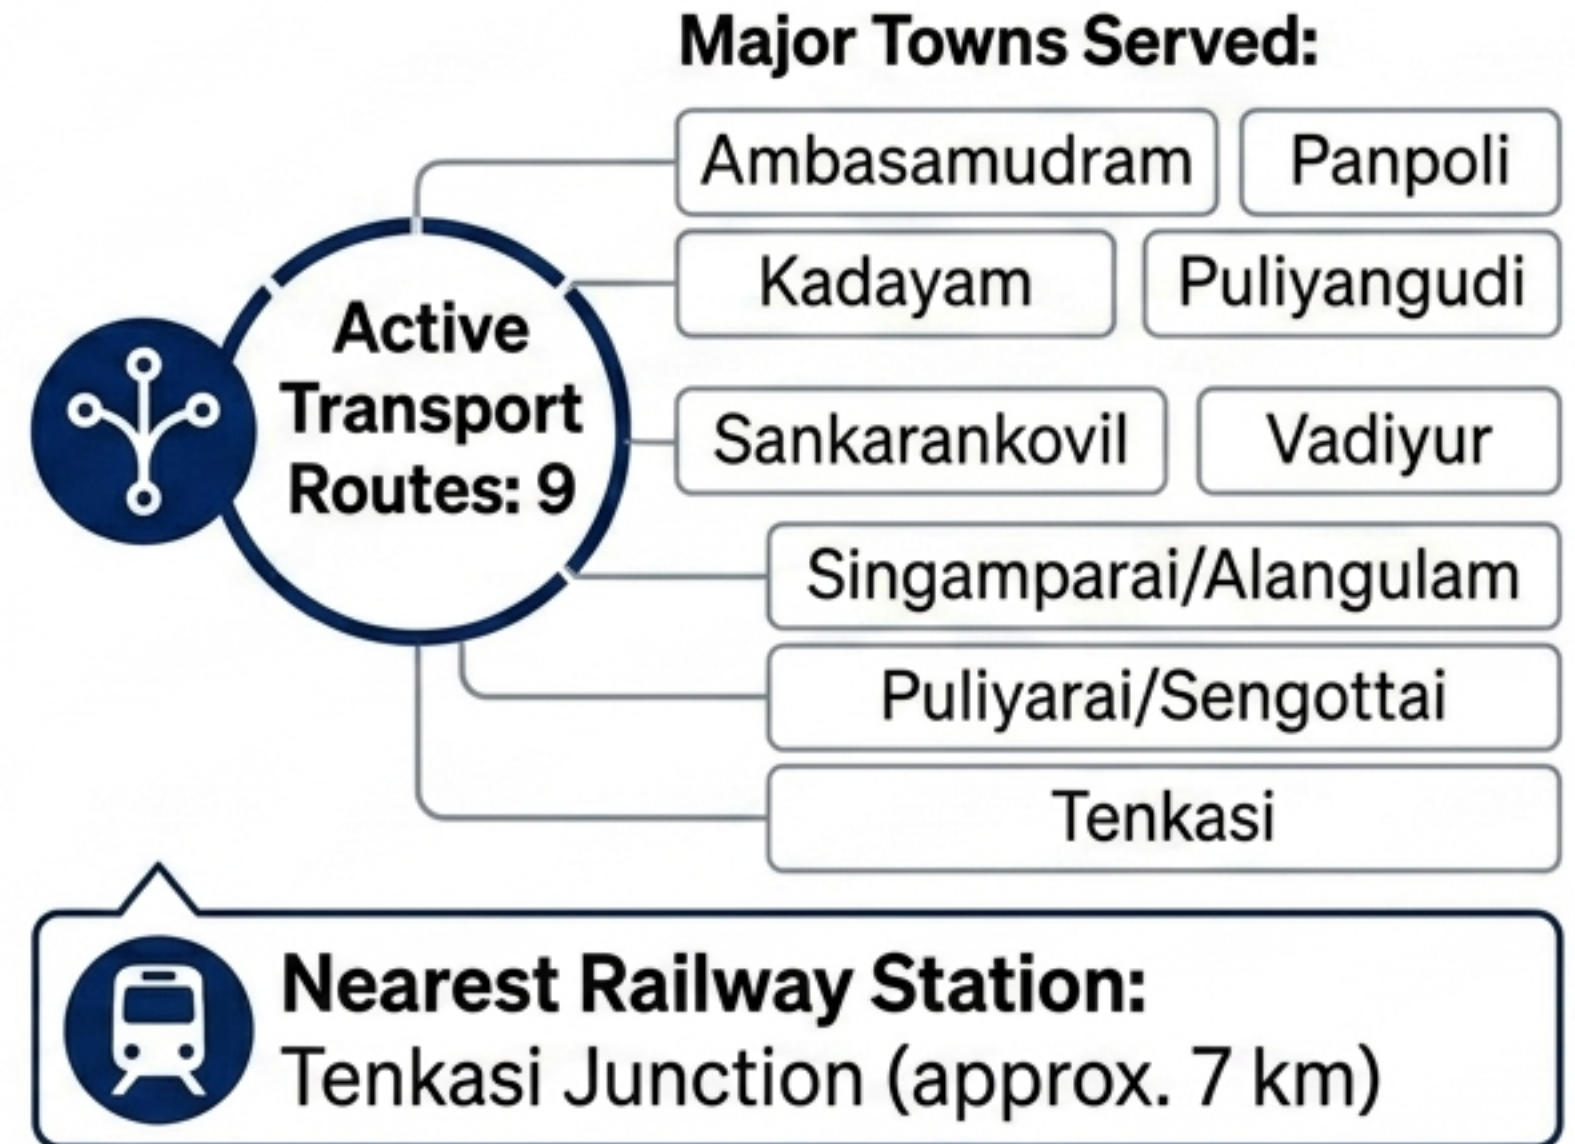 Major Towns Served:
Ambasamudram
Panpoli
Kadayam
Puliyangudi
Active
Transport
Routes: 9
Sankarankovil
Vadiyur
Singamparai/Alangulam
Puliyarai/Sengottai
Tenkasi
Nearest Railway Station:
Tenkasi Junction (approx. 7 km)